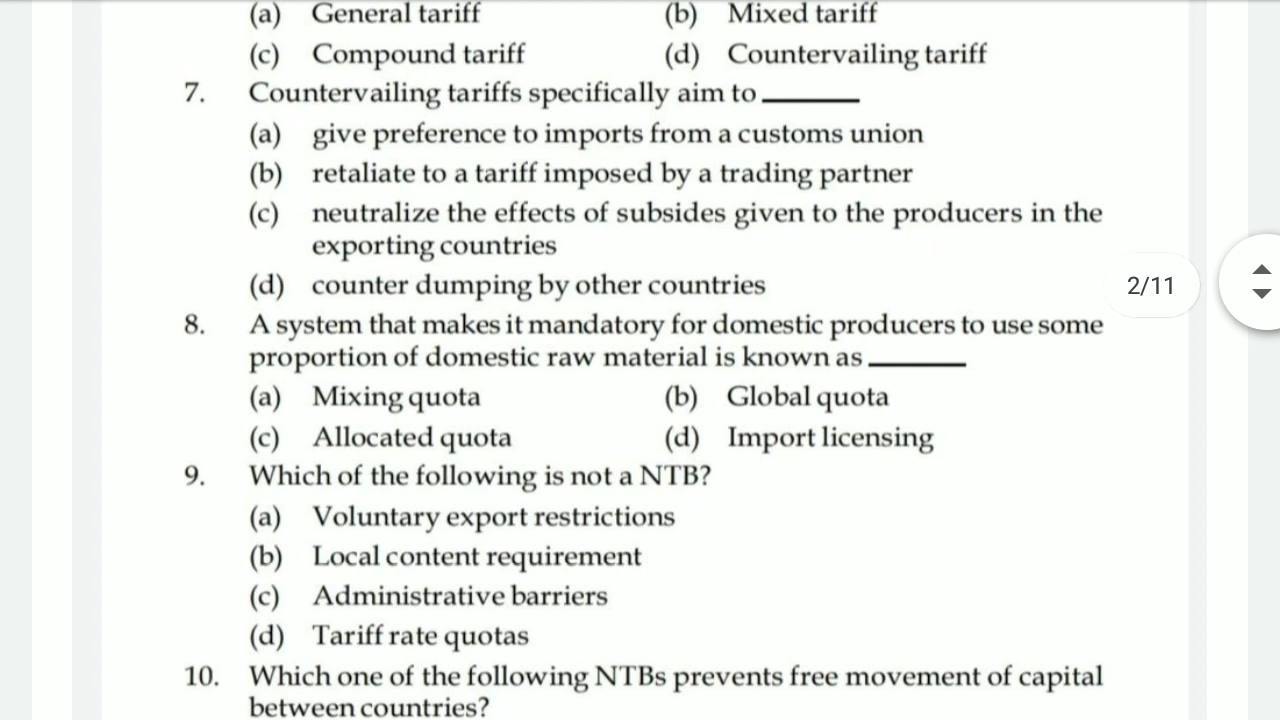 (a) General tariff (b) Mixed tariff
(c) Compound tariff (d) Countervailing tariff
7. Countervailing tariffs specifically aim to ______
(a) give preference to imports from a customs union
(b) retaliate to a tariff imposed by a trading partner
(c) neutralize the effects of subsides given to the producers in the
exporting countries
(d) counter dumping by other countries
2/11
8. A system that makes it mandatory for domestic producers to use some
proportion of domestic raw material is known as ______
(a) Mixing quota (b) Global quota
(c) Allocated quota (d) Import licensing
9. Which of the following is not a NTB?
(a) Voluntary export restrictions
(b) Local content requirement
(c) Administrative barriers
(d) Tariff rate quotas
10. Which one of the following NTBs prevents free movement of capital
between countries?